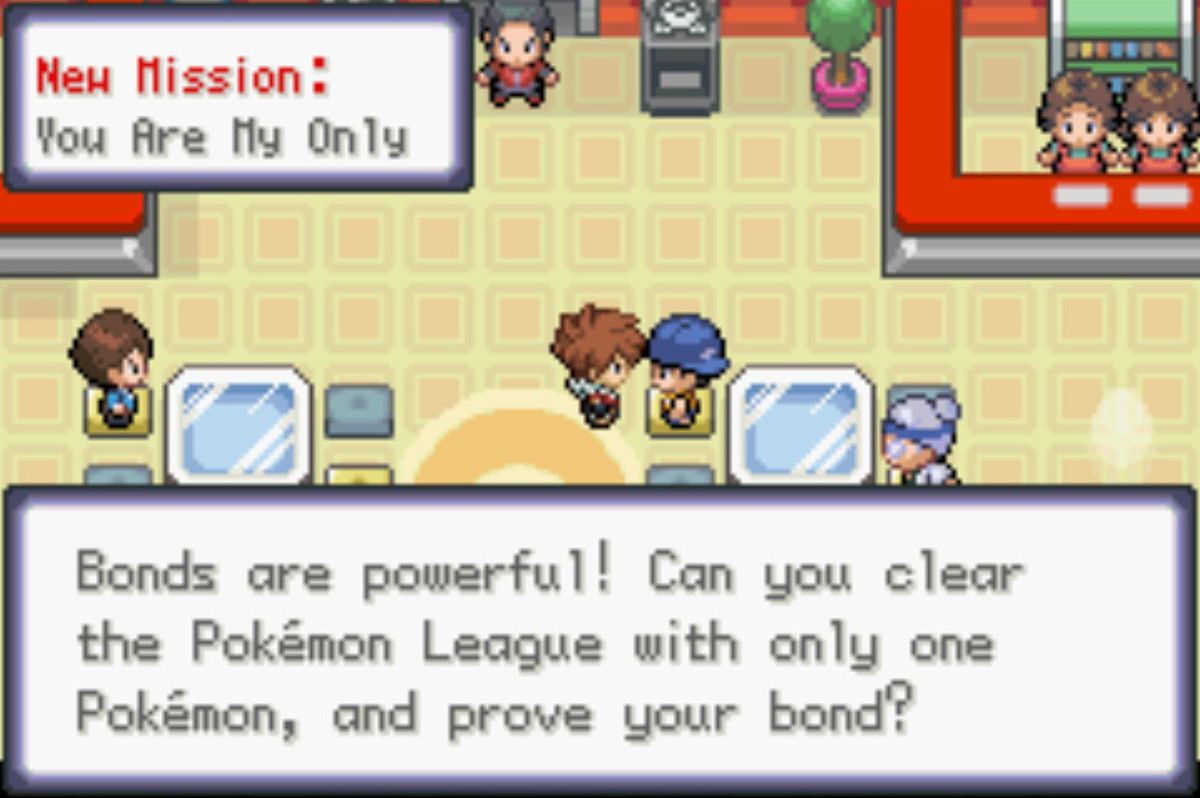 New Mission:
You Are My Only
Bonds are powerful! Can you clear
the Pokémon League with only one
Pokémon, and prove your bond?